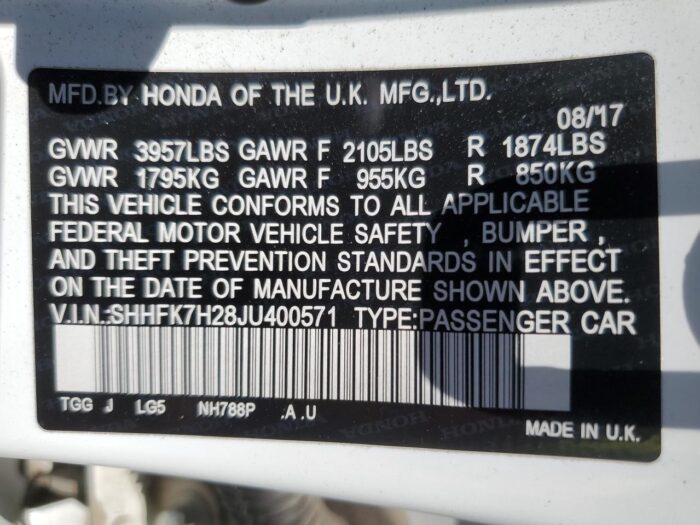 MFD.BY HONDA OF THE U.K. MFG.,LTD.
08/'17
GVWR 3957LBS GAWR F 2105LBS R 1874LBS
GVWR 1795KG GAWR F 955KG R 850KG
THIS VEHICLE CONFORMS TO ALL APPLICABLE
FEDERAL MOTOR VEHICLE SAFETY , BUMPER ,
AND THEFT PREVENTION STANDARDS IN EFFECT
ON THE DATE OF MANUFACTURE SHOWN ABOVE.
V.I.N.:SHHFK7H28JU400571 TYPE:PASSENGER CAR
TGG J LG5 NH788P .A .U
HONDA HONDA
MADE IN U.K.